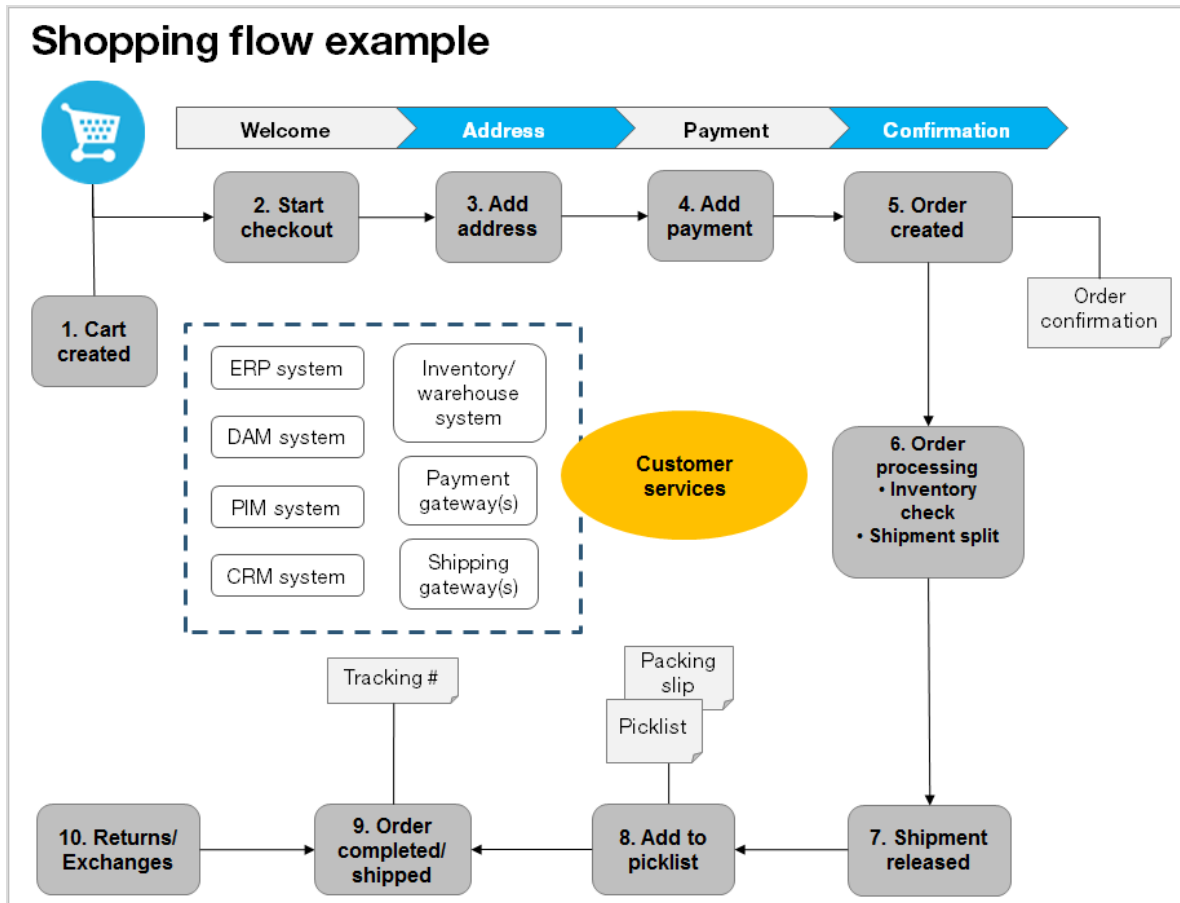 Shopping flow example
Welcome
Address
Payment
Confirmation
2. Start
checkout
3. Add
address
4. Add
payment
5. Order
created
Order
confirmation
1. Cart
created
ERP system
DAM system
PIM system
CRM system
Inventory/
warehouse
system
Payment
gateway(s)
Shipping
gateway(s)
Customer
services
6. Order
processing
• Inventory
check
• Shipment split
Tracking #
Packing
slip
Picklist
10. Returns/
Exchanges
9. Order
completed/
shipped
8. Add to
picklist
7. Shipment
released